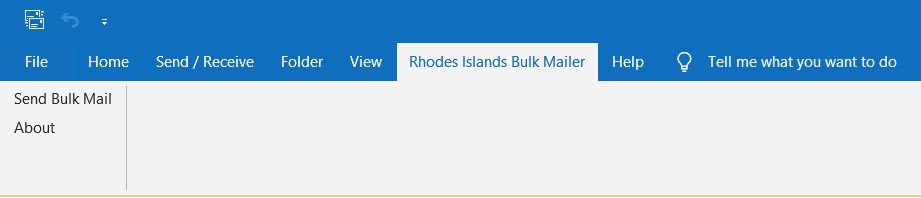 File Home Send / Receive Folder View Rhodes Islands Bulk Mailer Help Tell me what you want to do
Send Bulk Mail
About